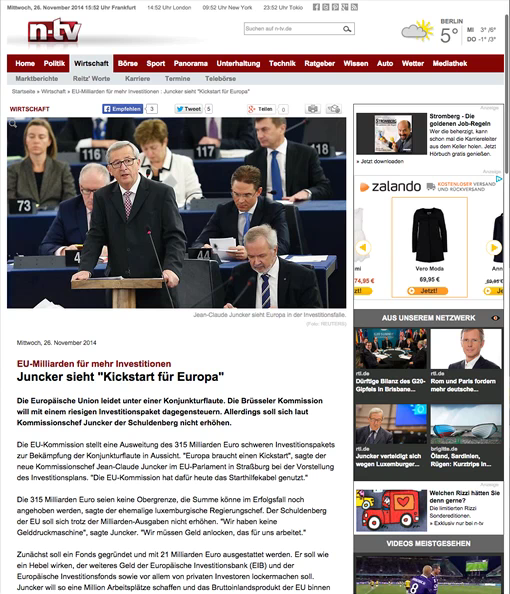 Mittwoch, 26. November 2014 15:52 Uhr Frankfurt 14:52 Uhr London 09:52 Uhr New York 23:52 Uhr Tokio
n-tv
Suchen auf n-tv.de
BERLIN
5°
MI 3° /6°
DO -1° /3°
Home Politik Wirtschaft Börse Sport Panorama Unterhaltung Technik Ratgeber Wissen Auto Wetter Mediathek
Marktberichte Reitz' Worte Karriere Termine Telebörse
Startseite » Wirtschaft » EU-Milliarden für mehr Investitionen : Juncker sieht "Kickstart für Europa"
WIRTSCHAFT
Empfehlen 3 Tweet 5 Teilen 0
116
117
112
73
74
Jean-Claude Juncker sieht Europa in der Investitionsfalle.
(Foto: REUTERS)
Mittwoch, 26. November 2014
EU-Milliarden für mehr Investitionen
Juncker sieht "Kickstart für Europa"
Die Europäische Union leidet unter einer Konjunkturflaute. Die Brüsseler Kommission
will mit einem riesigen Investitionspaket dagegensteuern. Allerdings soll sich laut
Kommissionschef Juncker der Schuldenberg nicht erhöhen.
Die EU-Kommission stellt eine Ausweitung des 315 Milliarden Euro schweren Investitionspakets
zur Bekämpfung der Konjunkturflaute in Aussicht. "Europa braucht einen Kickstart", sagte der
neue Kommissionschef Jean-Claude Juncker im EU-Parlament in Straßburg bei der Vorstellung
des Investitionsplans. "Die EU-Kommission hat dafür heute das Starthilfekabel genutzt."
Die 315 Milliarden Euro seien keine Obergrenze, die Summe könne im Erfolgsfall noch
angehoben werden, sagte der ehemalige luxemburgische Regierungschef. Der Schuldenberg
der EU soll sich trotz der Milliarden-Ausgaben nicht erhöhen. "Wir haben keine
Gelddruckmaschine", sagte Juncker. "Wir müssen Geld anlocken, das für uns arbeitet."
Zunächst soll ein Fonds gegründet und mit 21 Milliarden Euro ausgestattet werden. Er soll wie
ein Hebel wirken, der weiteres Geld der Europäische Investitionsbank (EIB) und der
Europäische Investitionsfonds sowie vor allem von privaten Investoren lockermachen soll.
Juncker will so eine Million Arbeitsplätze schaffen und das Bruttoinlandsprodukt der EU binnen
Anzeige
Stromberg - Die
goldenen Job-Regeln
Wer die beherzigt, kann
schon mal die Karriereleiter
aus dem Keller holen. Jetzt
Hörbuch gratis genießen.
» Jetzt downloaden
Anzeige
zalando KOSTENLOSER VERSAND
UND RÜCKVERSAND
Vero Moda
69,95 €
74,95 €
Jetzt!
AUS UNSEREM NETZWERK
rtl.de
Dürftige Bilanz des G20-
Gipfels in Brisbane
rtl.de
Rom und Paris fordern
mehr deutsche...
rtl.de
Juncker verteidigt sich
wegen Luxemburger...
brigitte.de
Öland, Sardinien,
Rügen: Kurztrips in...
Anzeige
Welchen Rizzi hätten Sie
denn gerne?
Die limitierten Rizzi
Sondereditionen.
» Exklusiv nur bei n-tv
VIDEOS MEISTGESEHEN
8